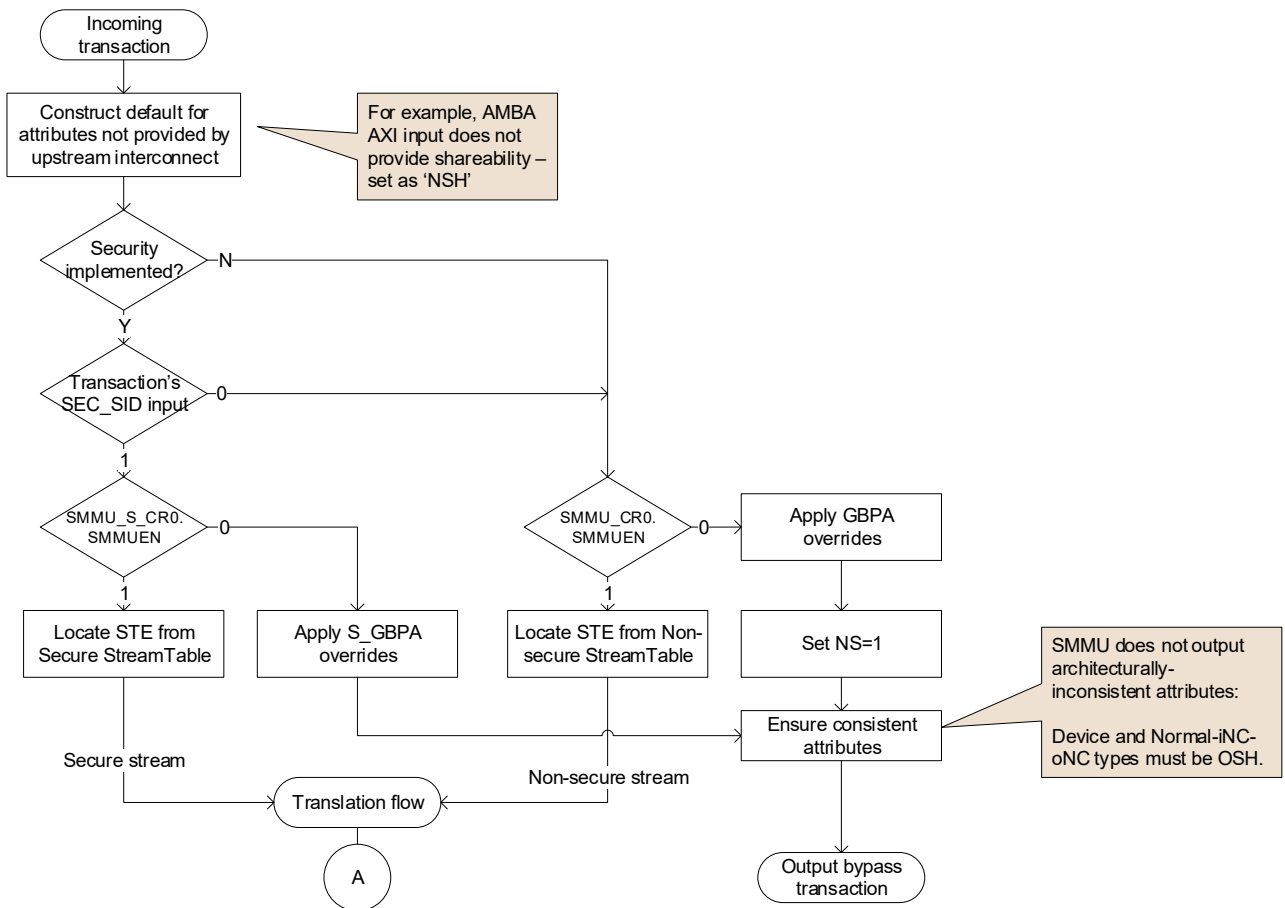 Incoming
transaction
Construct default for
attributes not provided by
upstream interconnect
For example, AMBA
AXI input does not
provide shareability –
set as ‘NSH’
Security
implemented?
N
Y
Transaction’s
SEC_SID input
0
1
SMMU_S_CR0.
SMMUEN
0
SMMU_CR0.
SMMUEN
0
Apply GBPA
overrides
1
1
Locate STE from
Secure StreamTable
Apply S_GBPA
overrides
Locate STE from Non-
secure StreamTable
Set NS=1
SMMU does not output
architecturally-
inconsistent attributes:
Device and Normal-iNC-
oNC types must be OSH.
Ensure consistent
attributes
Secure stream
Non-secure stream
Translation flow
A
Output bypass
transaction